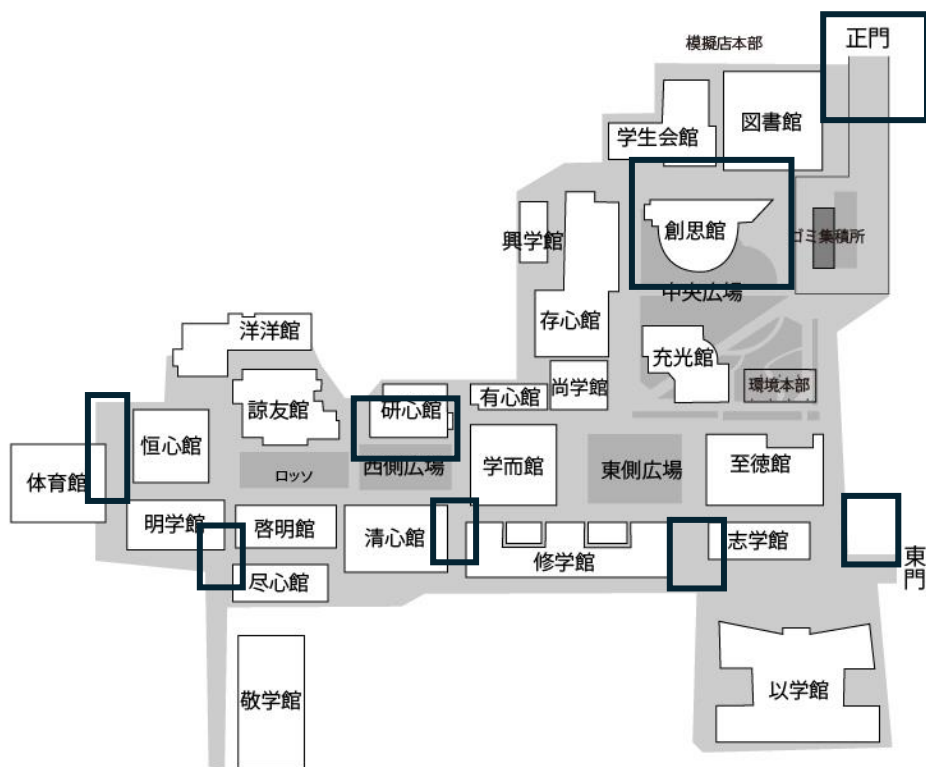 正門
模擬店本部
図書館
学生会館
創思館
ゴミ集積所
興学館
中央広場
存心館
洋洋館
充光館
環境本部
尚学館
有心館
研心館
諒友館
恒心館
西側広場
学而館
東側広場
至徳館
ロッソ
体育館
明学館
啓明館
清心館
修学館
志学館
東門
尽心館
以学館
敬学館